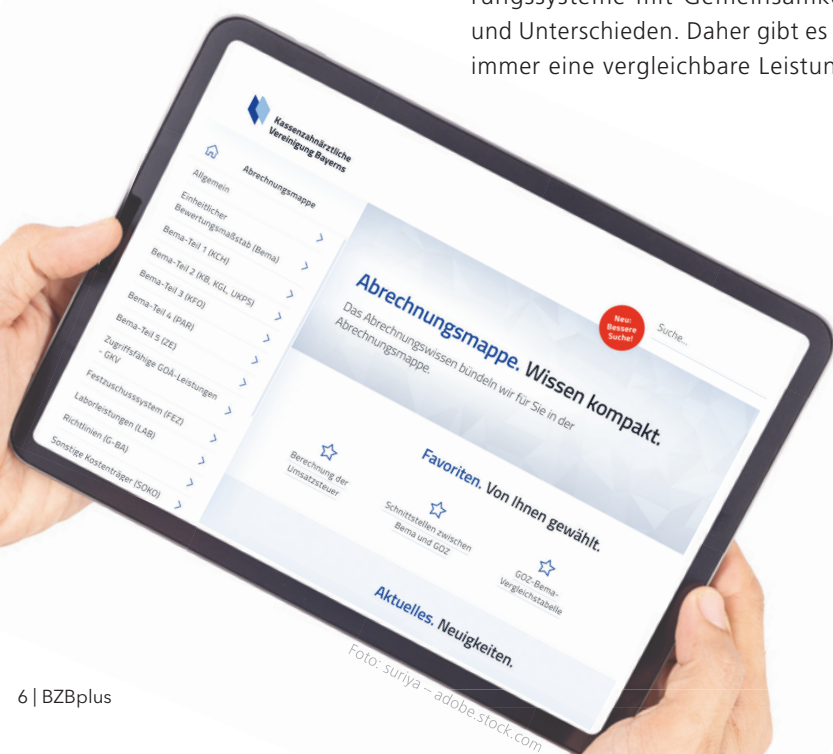 und Unterschieden. Daher gibt es
immer eine vergleichbare Leistun
Kassenzahnärztliche
Vereinigung Bayerns
Abrechnungsmappe
Allgemein
Einheitlicher
Bewertungsmaßstab (Bema)
Bema-Teil 1 (KCH)
Bema-Teil 2 (KB, KGL, UKPS)
Bema-Teil 3 (KFO)
Bema-Teil 4 (PAR)
Bema-Teil 5 (ZE)
Zugriffsfähige GOÄ-Leistungen
- GKV
Festzuschusssystem (FEZ)
Laborleistungen (LAB)
Richtlinien (G-BA)
Sonstige Kostenträger (SOKO)
Neu:
Bessere
Suche!
Suche...
Abrechnungsmappe. Wissen kompakt.
Das Abrechnungswissen bündeln wir für Sie in der
Abrechnungsmappe.
Favoriten. Von Ihnen gewählt.
Berechnung der
Umsatzsteuer
Schnittstellen zwischen
Bema und GOZ
GOZ-Bema-
Vergleichstabelle
Aktuelles. Neuigkeiten.
Foto: suriya – adobe.stock.com
6 | BZBplus